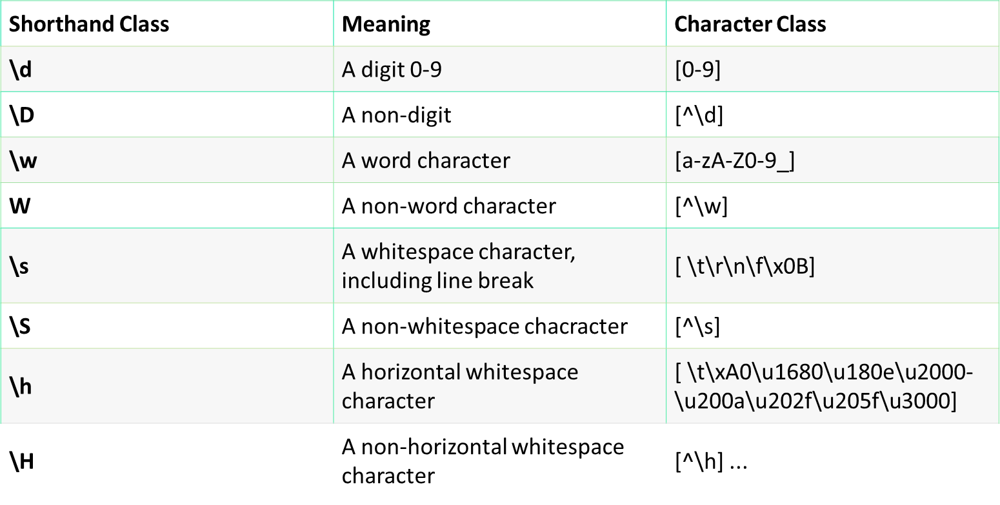 Shorthand Class Meaning Character Class
\d A digit 0-9 [0-9]
\D A non-digit [^\d]
\w A word character [a-zA-Z0-9_]
W A non-word character [^\w]
\s A whitespace character, including line break [ \t\r\n\f\x0B]
\S A non-whitespace chacracter [^\s]
\h A horizontal whitespace character [ \t\xA0\u1680\u180e\u2000-\u200a\u202f\u205f\u3000]
\H A non-horizontal whitespace character [^\h] ...